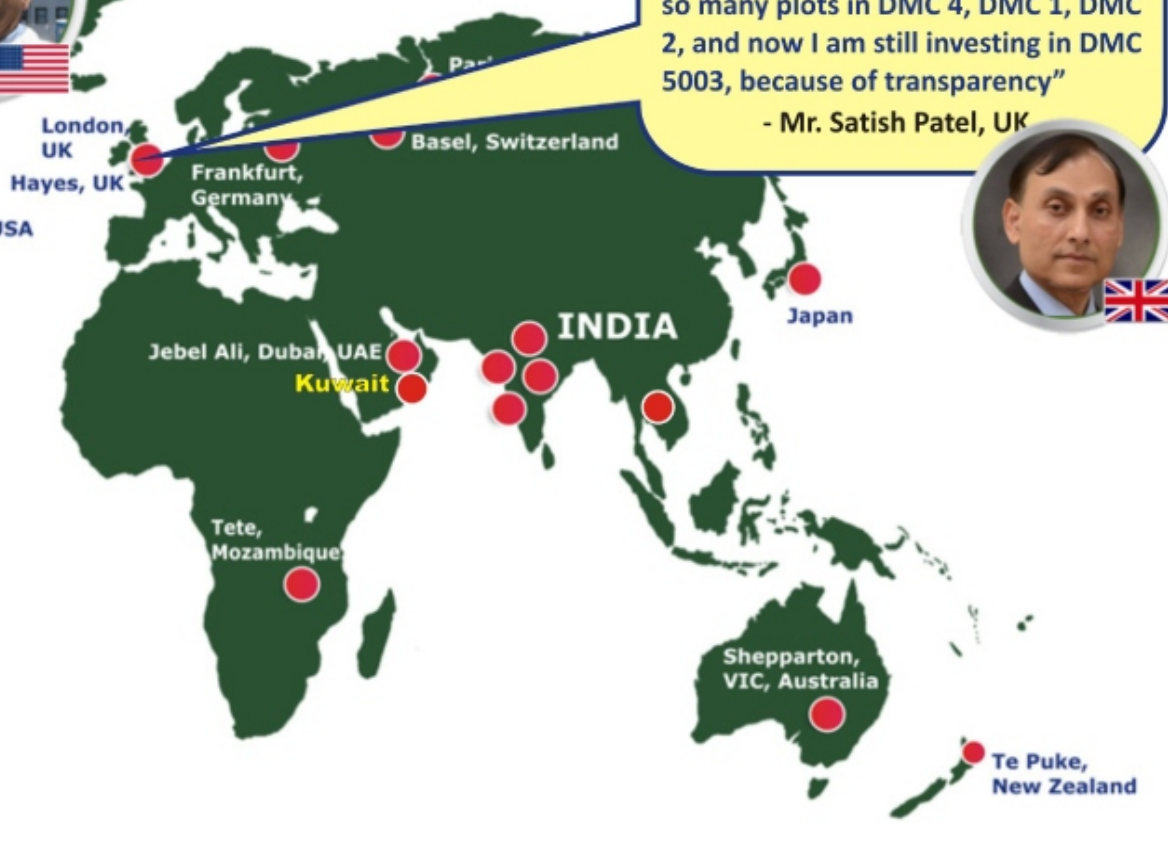 so many plots in DMC 4, DMC 1, DMC
2, and now I am still investing in DMC
5003, because of transparency”
- Mr. Satish Patel, UK
London,
UK
Hayes, UK
USA
Basel, Switzerland
Frankfurt,
Germany
Japan
INDIA
Jebel Ali, Dubai, UAE
Kuwait
Tete,
Mozambique
Shepparton,
VIC, Australia
Te Puke,
New Zealand